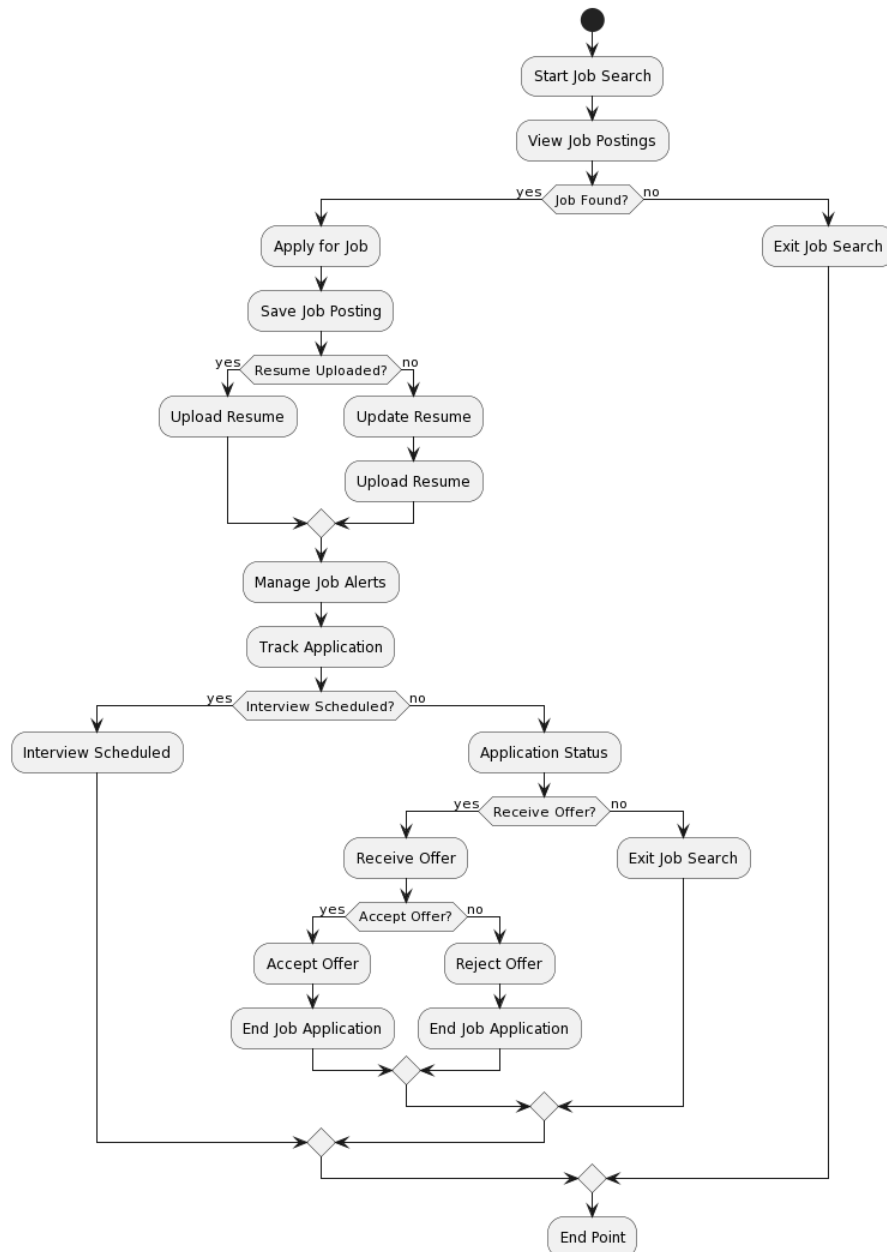 Start Job Search
View Job Postings
yes
Job Found?
no
Apply for Job
Exit Job Search
Save Job Posting
yes
Resume Uploaded?
no
Upload Resume
Update Resume
Upload Resume
Manage Job Alerts
Track Application
yes
Interview Scheduled?
no
Interview Scheduled
Application Status
yes
Receive Offer?
no
Receive Offer
Exit Job Search
yes
Accept Offer?
no
Accept Offer
Reject Offer
End Job Application
End Job Application
End Point